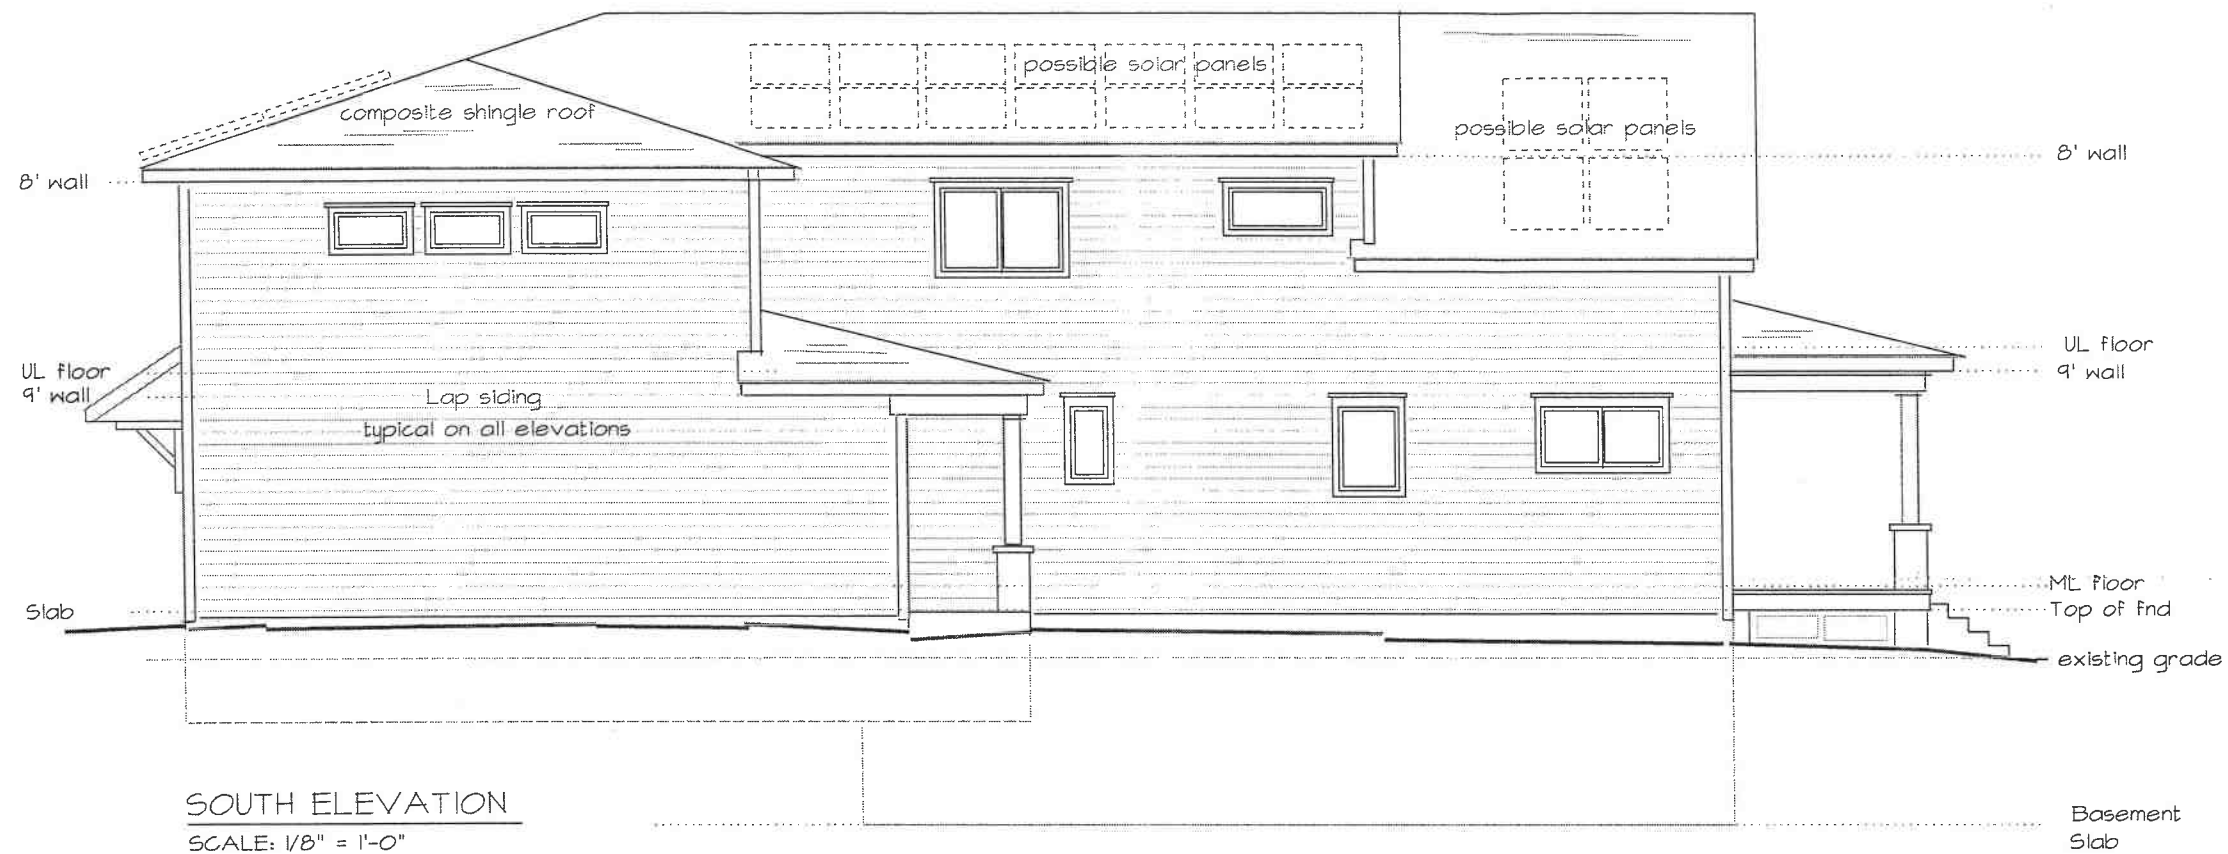 possible solar panels
composite shingle roof
possible solar panels
8' wall
8' wall
UL floor
9' wall
UL floor
9' wall
Lap siding
typical on all elevations
Slab
ML floor
Top of fnd
existing grade
SOUTH ELEVATION
SCALE: 1/8" = 1'-0"
Basement
Slab